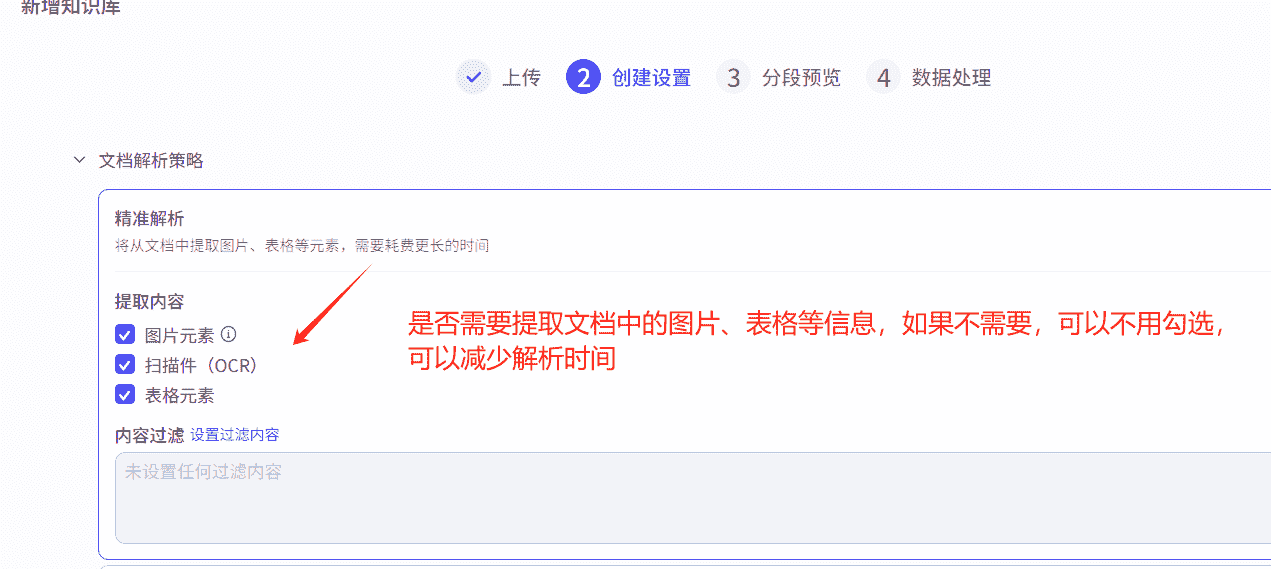 新增知识库
上传 2 创建设置 3 分段预览 4 数据处理
文档解析策略
精准解析
将从文档中提取图片、表格等元素，需要耗费更长的时间
提取内容
图片元素
扫描件（OCR）
表格元素
是否需要提取文档中的图片、表格等信息，如果不需要，可以不用勾选，
可以减少解析时间
内容过滤 设置过滤内容
未设置任何过滤内容